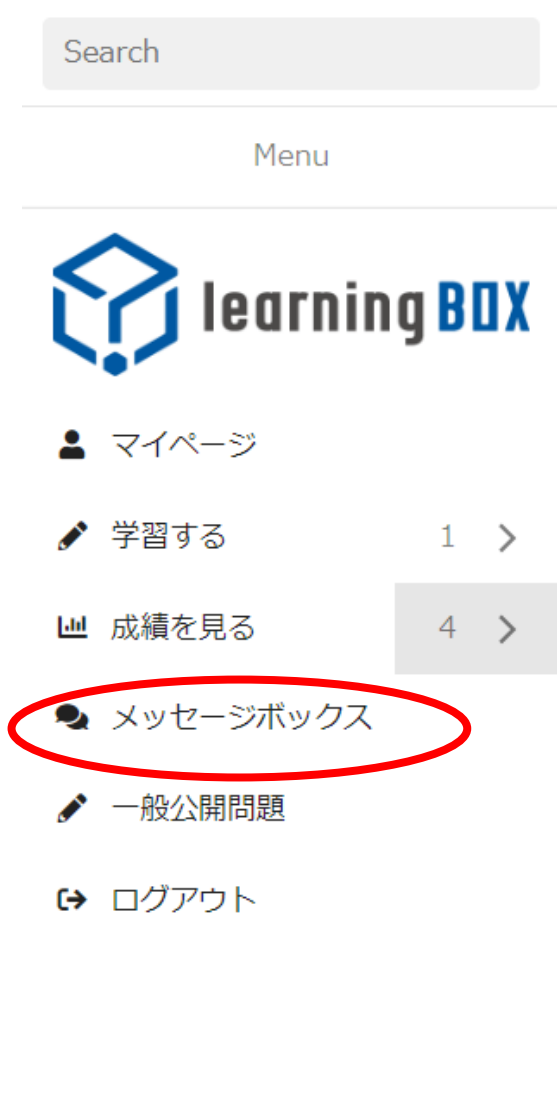 Search
Menu
learningBOX
マイページ
学習する 1
成績を見る 4
メッセージボックス
一般公開問題
ログアウト